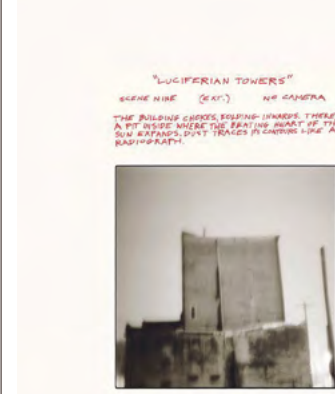 "LUCIFERIAN TOWERS"
SCENE NINE (EXT.) NO CAMERA
THE BUILDING CHOKES, FOLDING INWARDS. THERE
A PIT INSIDE WHERE THE BEATING HEART OF TH
SUN EXPANDS. DUST TRACES ITS CONTOURS LIKE A
RADIOGRAPH.